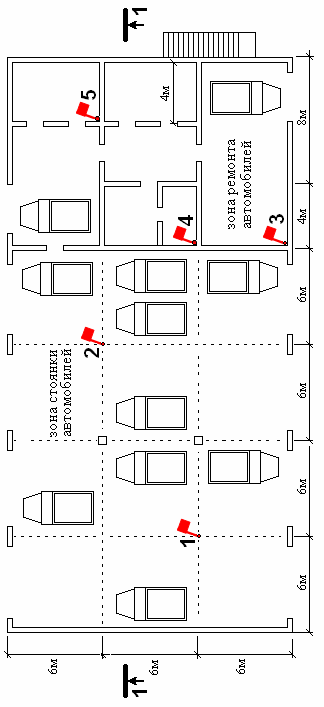 1
5
4м
8м
зона ремонта
автомобилей
4
3
4м
2
6м
зона стоянки
автомобилей
6м
6м
1
6м
1
6м
6м
6м